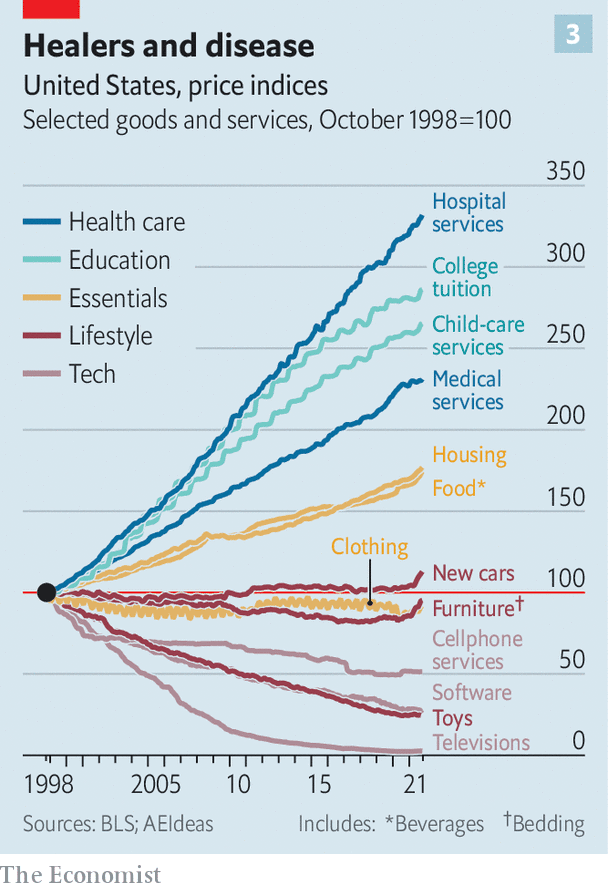 Healers and disease
3
United States, price indices
Selected goods and services, October 1998=100
350
Hospital
services
Health care
300
Education
College
tuition
Essentials
Child-care
services
250
Lifestyle
Tech
Medical
services
200
Housing
Food*
150
Clothing
New cars
100
Furniture†
Cellphone
services
50
Software
Toys
Televisions
0
1998 2005 10 15 21
Sources: BLS; AEIdeas Includes: *Beverages †Bedding
The Economist